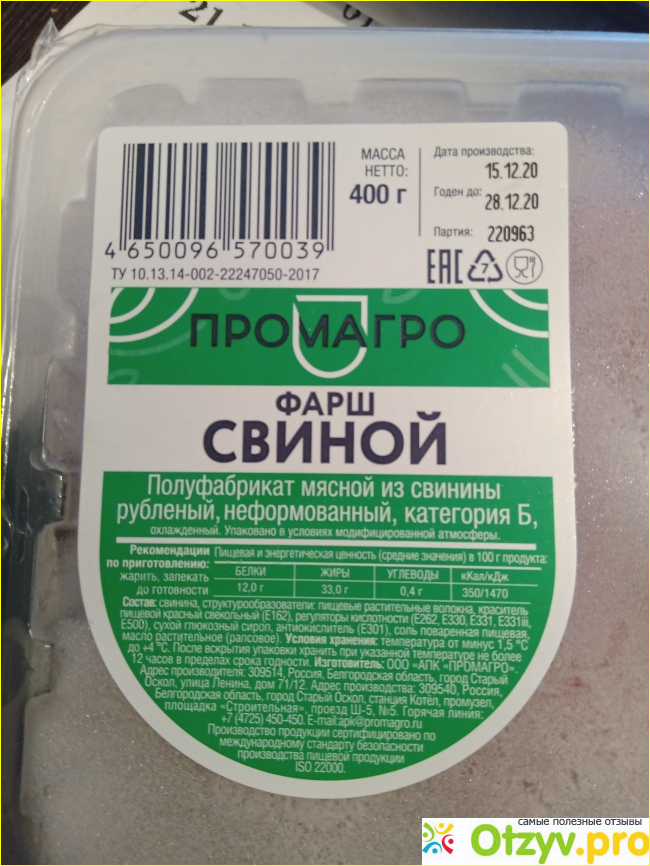 21
МАССА
НЕТТО:
400 г
Дата производства:
15.12.20
Годен до:
28.12.20
Партия: 220963
4 650096 570039
ТУ 10.13.14-002-22247050-2017
EAC 7
ПРОМАГРО
ФАРШ
СВИНОЙ
Полуфабрикат мясной из свинины
рубленый, неформованный, категория Б,
охлажденный. Упаковано в условиях модифицированной атмосферы.
Рекомендации
по приготовлению:
жарить, запекать
до готовности
Пищевая и энергетическая ценность (средние значения) в 100 г продукта:
БЕЛКИ ЖИРЫ УГЛЕВОДЫ кКал/кДж
12,0 г 33,0 г 0,4 г 350/1470
Состав: свинина, структурообразователи: пищевые растительные волокна, краситель
пищевой красный свекольный (Е162), регуляторы кислотности (Е262, Е330, Е331, Е331iii,
Е500), сухой глюкозный сироп, антиокислитель (Е301), соль поваренная пищевая,
масло растительное (рапсовое). Условия хранения: температура от минус 1,5 °С
до +4 °С. После вскрытия упаковки хранить при указанной температуре не более
12 часов в пределах срока годности. Изготовитель: ООО «АПК «ПРОМАГРО».
Адрес производителя: 309514, Россия, Белгородская область, город Старый
Оскол, улица Ленина, дом 71/12. Адрес производства: 309540, Россия,
Белгородская область, город Старый Оскол, станция Котёл, промузел,
площадка «Строительная», проезд Ш-5, №5. Горячая линия:
+7 (4725) 450-450. E-mail:apk@promagro.ru
Производство продукции сертифицировано по
международному стандарту безопасности
производства пищевой продукции
ISO 22000.
самые полезные отзывы
Otzyv.pro